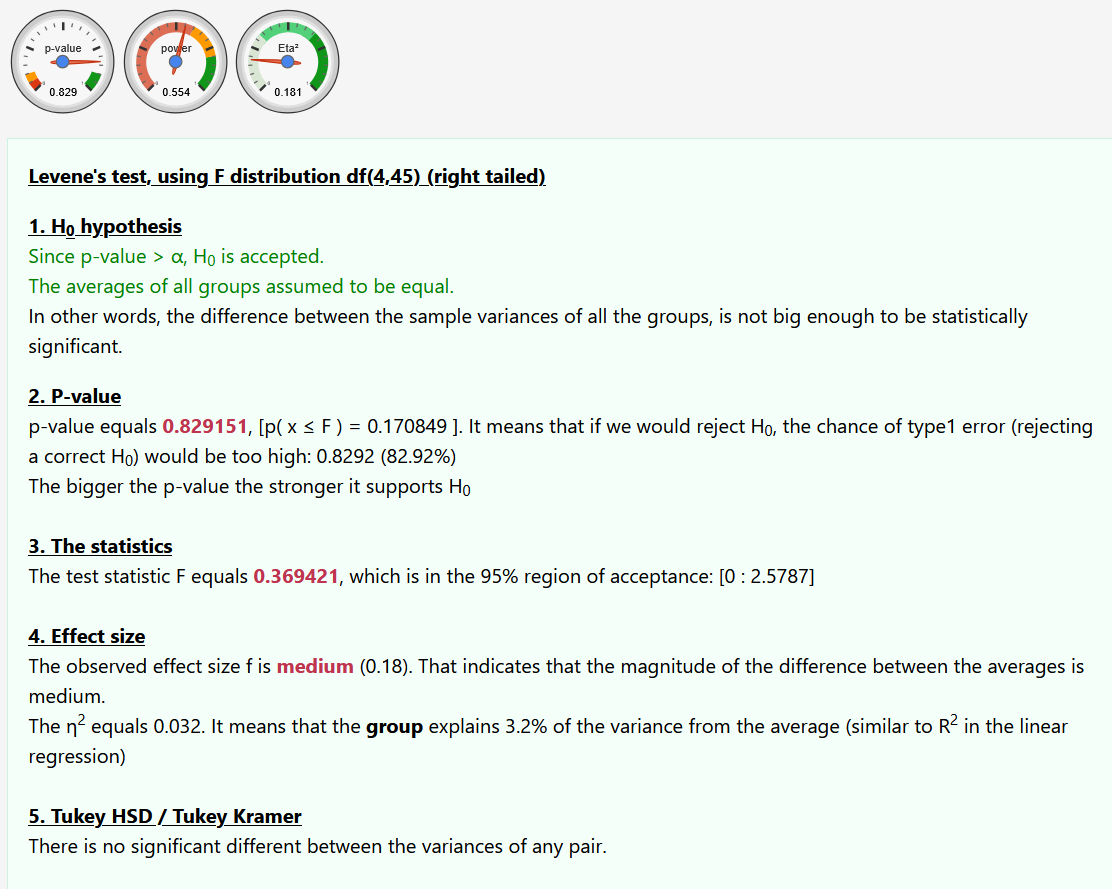 p-value
0.829
power
0.554
Eta²
0.181
Levene's test, using F distribution df(4,45) (right tailed)
1. H₀ hypothesis
Since p-value > α, H₀ is accepted.
The averages of all groups assumed to be equal.
In other words, the difference between the sample variances of all the groups, is not big enough to be statistically
significant.
2. P-value
p-value equals 0.829151, [p( x ≤ F ) = 0.170849 ]. It means that if we would reject H₀, the chance of type1 error (rejecting
a correct H₀) would be too high: 0.8292 (82.92%)
The bigger the p-value the stronger it supports H₀
3. The statistics
The test statistic F equals 0.369421, which is in the 95% region of acceptance: [0 : 2.5787]
4. Effect size
The observed effect size f is medium (0.18). That indicates that the magnitude of the difference between the averages is
medium.
The η² equals 0.032. It means that the group explains 3.2% of the variance from the average (similar to R² in the linear
regression)
5. Tukey HSD / Tukey Kramer
There is no significant different between the variances of any pair.